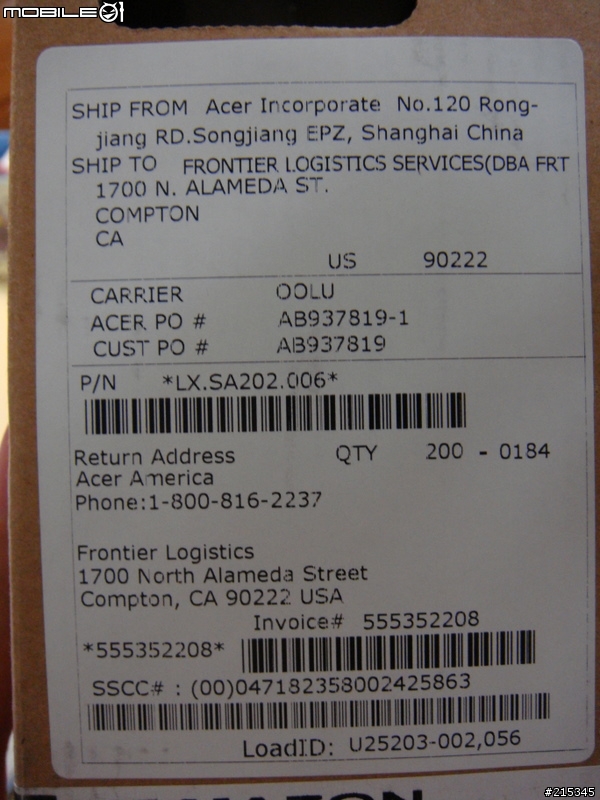 MOBILE01
SHIP FROM Acer Incorporate No.120 Rong-
jiang RD.Songjiang EPZ, Shanghai China
SHIP TO FRONTIER LOGISTICS SERVICES(DBA FRT
1700 N. ALAMEDA ST.
COMPTON
CA
US 90222
CARRIER OOLU
ACER PO # AB937819-1
CUST PO # AB937819
P/N *LX.SA202.006*
Return Address QTY 200 - 0184
Acer America
Phone:1-800-816-2237
Frontier Logistics
1700 North Alameda Street
Compton, CA 90222 USA
Invoice# 555352208
*555352208*
SSCC# : (00)047182358002425863
LoadID: U25203-002,056
#215345